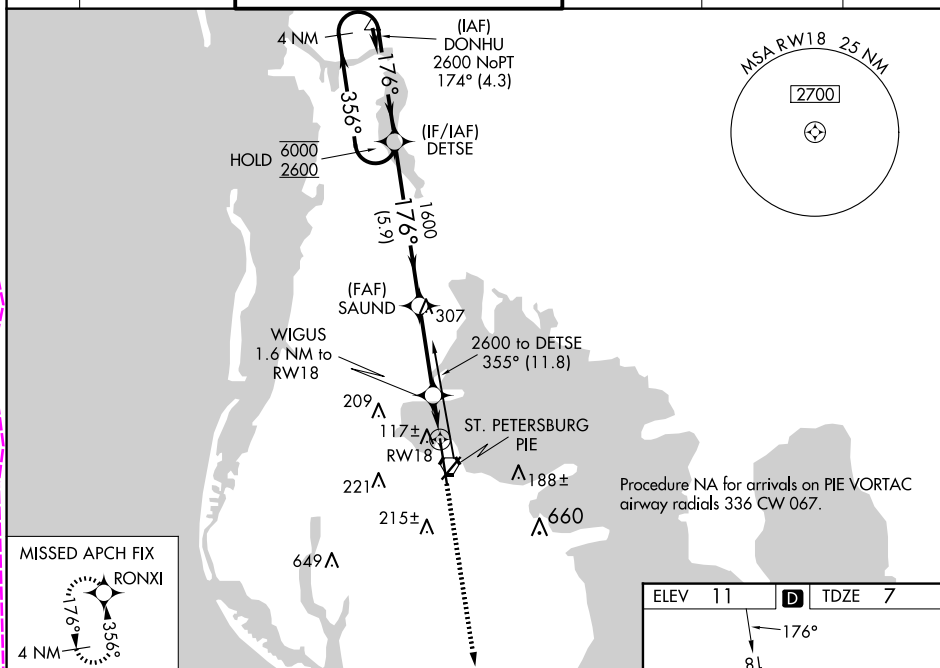 4 NM
(IAF)
DONHU
2600 NoPT
174° (4.3)
176°
356°
(IF/IAF)
DETSE
HOLD 6000
2600
MSA RW18 25 NM
2700
1600
176°
(5.9)
(FAF)
SAUND
307
WIGUS
1.6 NM to
RW18
2600 to DETSE
355° (11.8)
209
117±
RW18
ST. PETERSBURG
PIE
221
188±
Procedure NA for arrivals on PIE VORTAC
airway radials 336 CW 067.
215±
660
649
MISSED APCH FIX
RONXI
176°
356°
4 NM
ELEV 11 D TDZE 7
176°